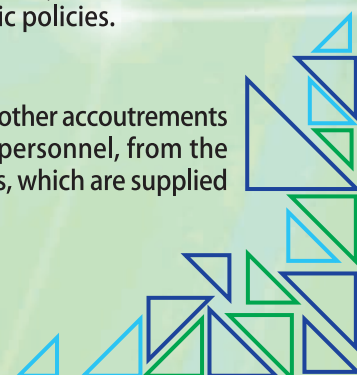 ic policies.
other accoutrements
personnel, from the
s, which are supplied